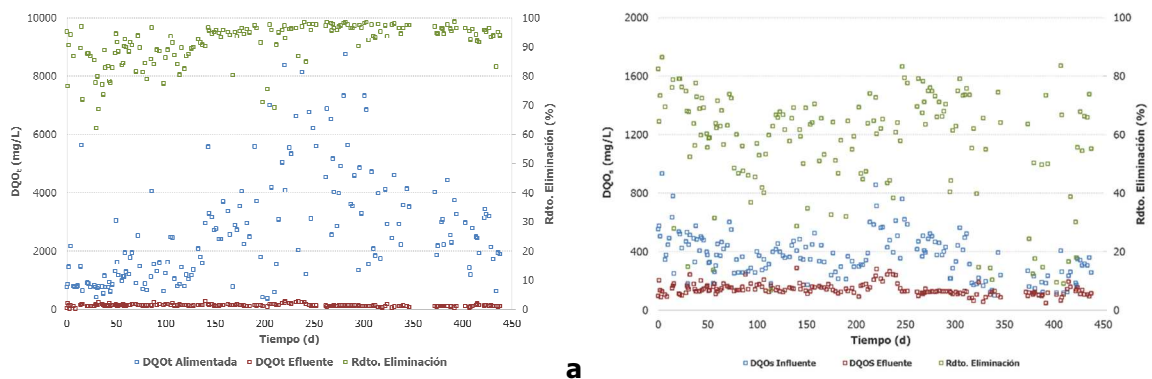 10000
8000
6000
4000
2000
0
DQOt (mg/L)
100
90
80
70
60
50
40
30
20
10
0
Rdto. Eliminación (%)
0 50 100 150 200 250 300 350 400 450
Tiempo (d)
DQOt Alimentada DQOt Efluente Rdto. Eliminación
a
2000
1600
1200
800
400
0
DQOs (mg/L)
100
80
60
40
20
0
Rdto. Eliminación (%)
0 50 100 150 200 250 300 350 400 450
Tiempo (d)
DQOs Influente DQOS Efluente Rdto. Eliminación